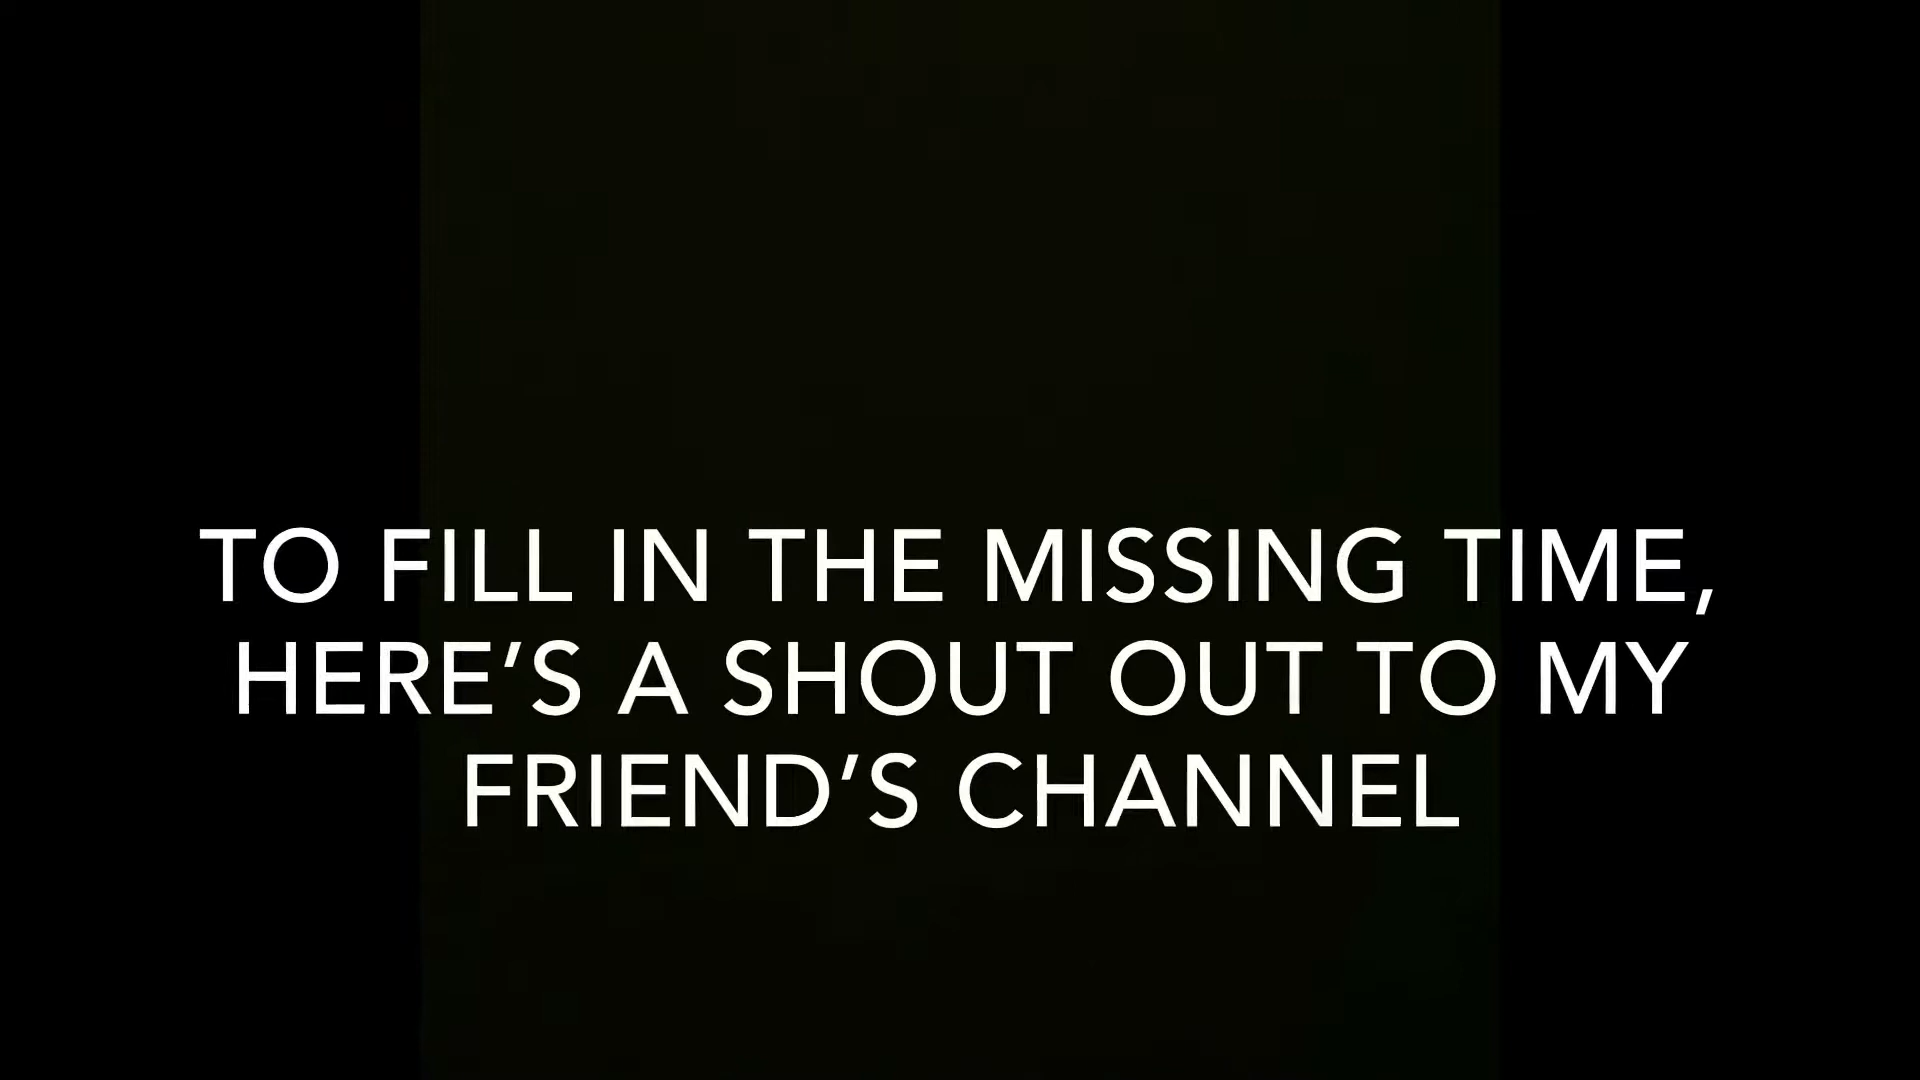 TO FILL IN THE MISSING TIME,
HERE’S A SHOUT OUT TO MY
FRIEND’S CHANNEL